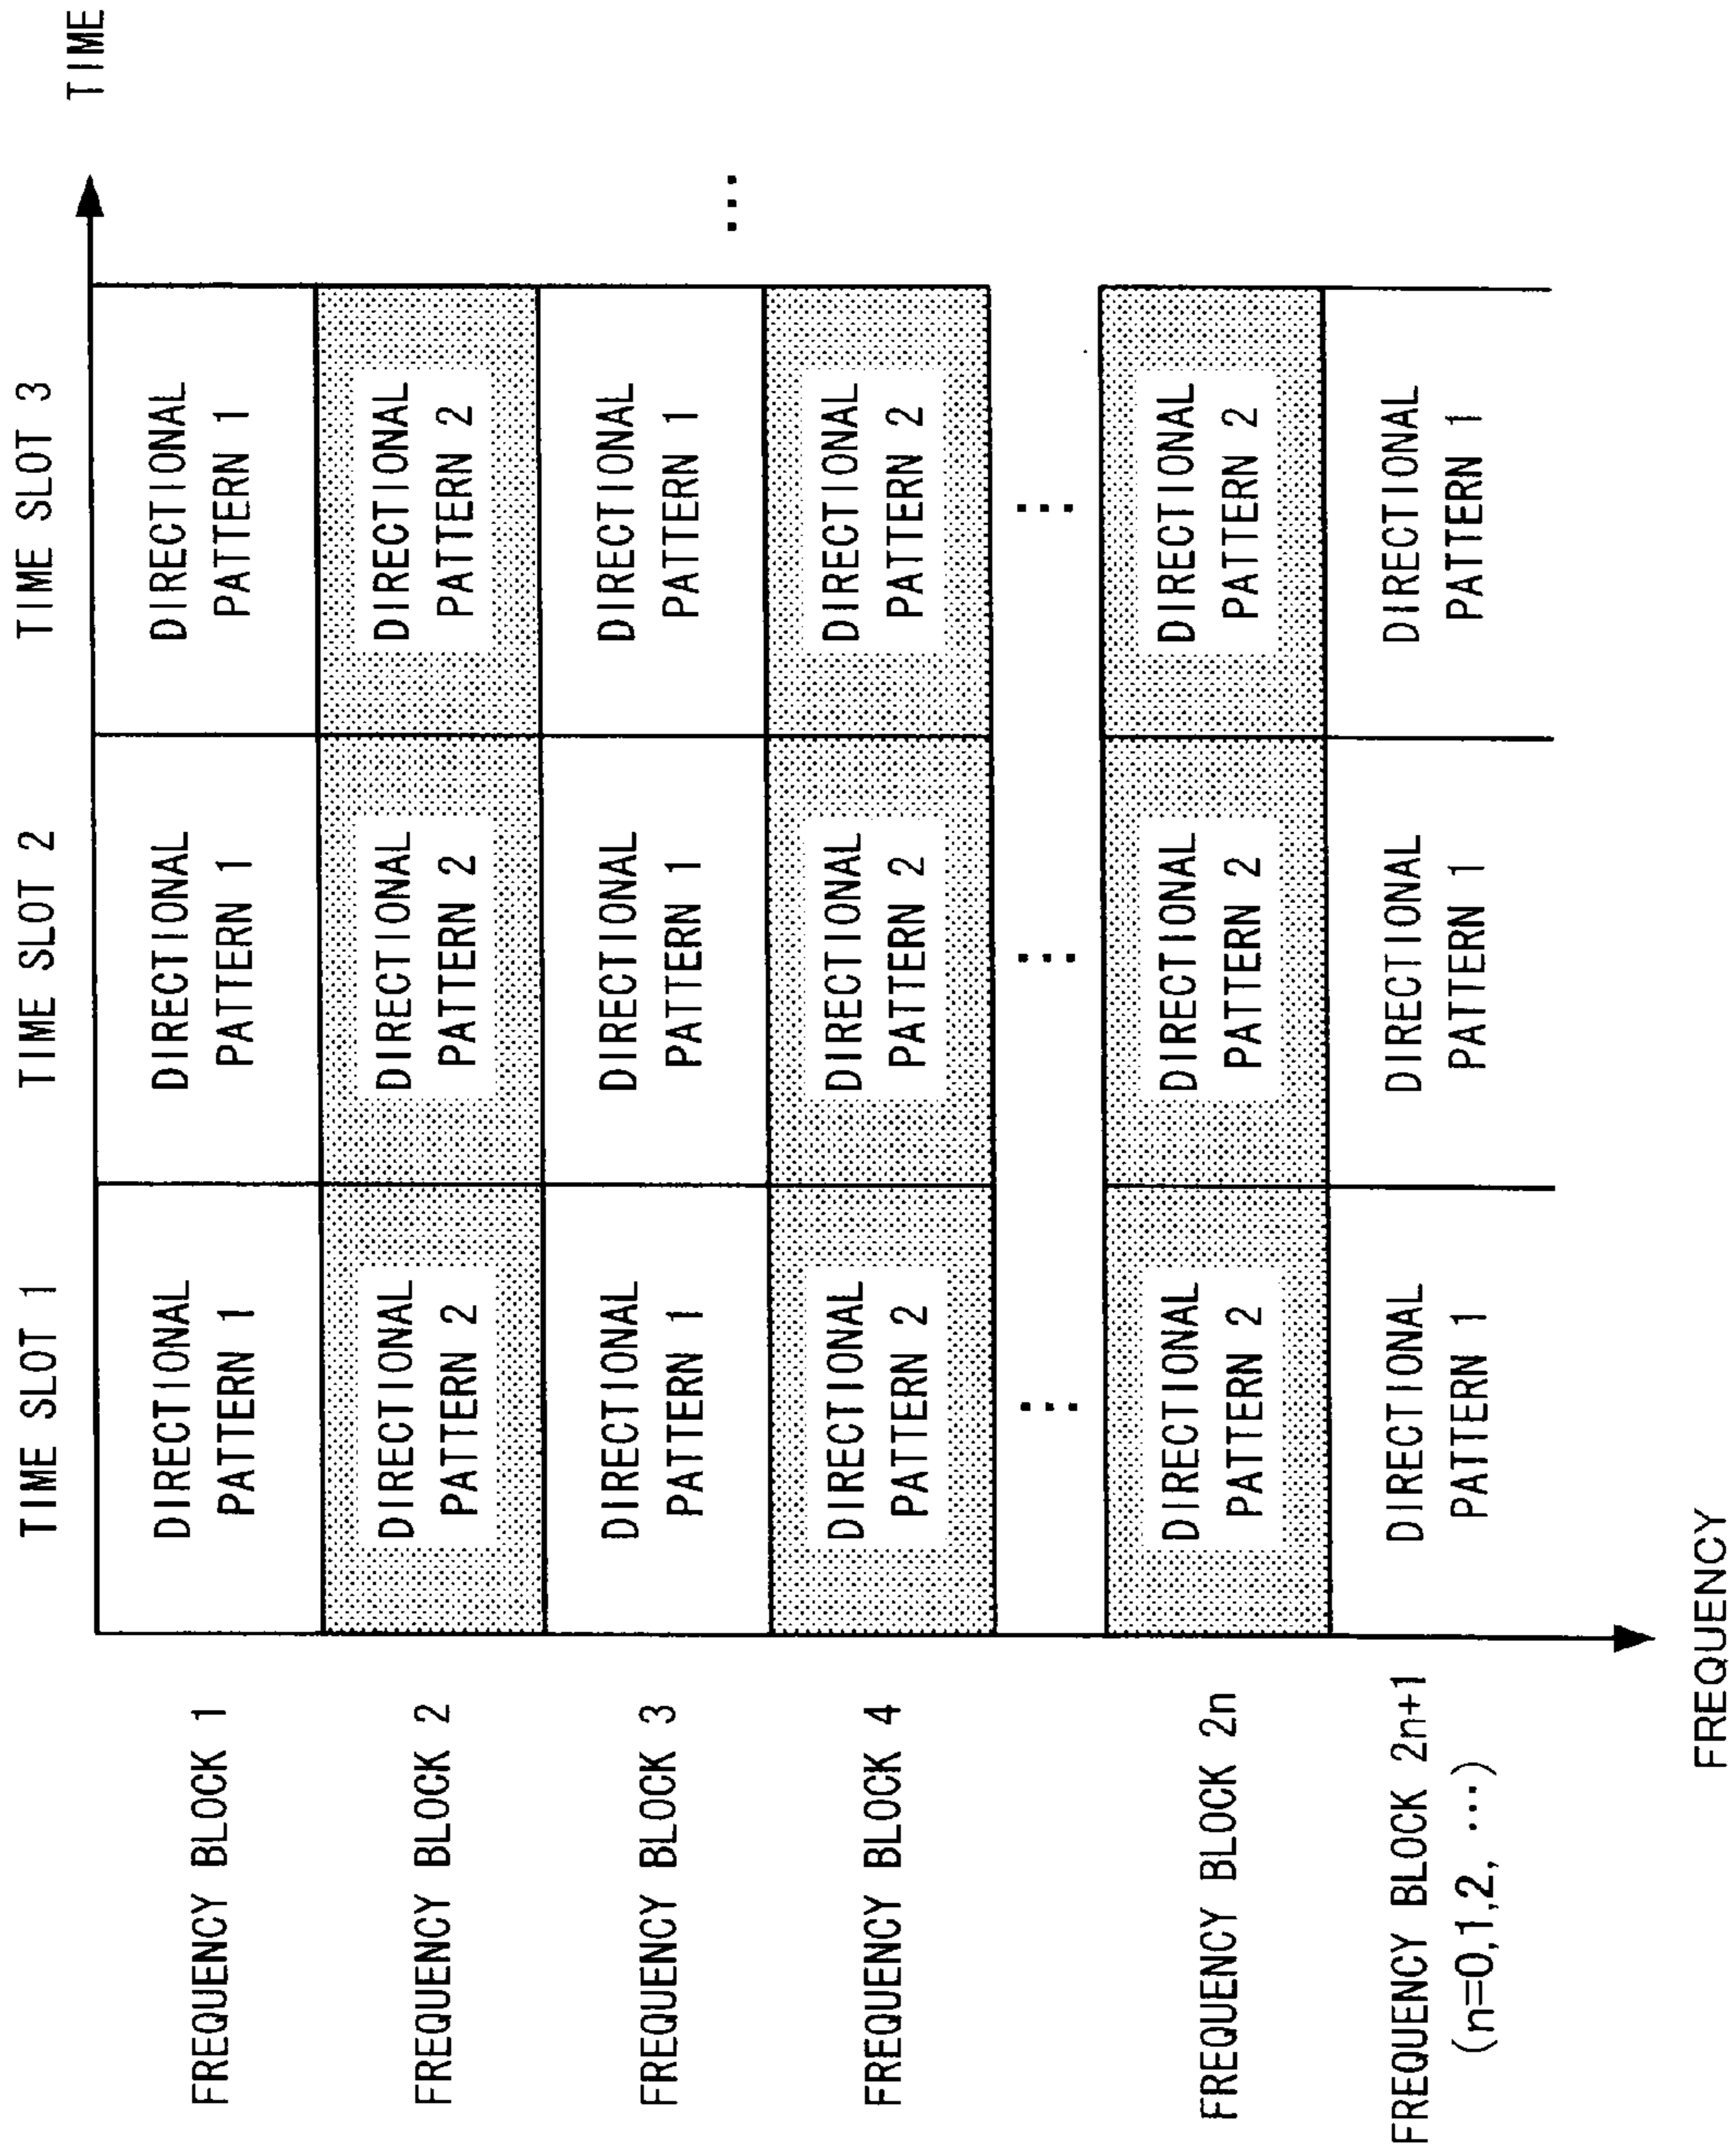 TIME
TIME SLOT 1
TIME SLOT 2
TIME SLOT 3
FREQUENCY BLOCK 1
DIRECTIONAL
PATTERN 1
DIRECTIONAL
PATTERN 1
DIRECTIONAL
PATTERN 1
FREQUENCY BLOCK 2
DIRECTIONAL
PATTERN 2
DIRECTIONAL
PATTERN 2
DIRECTIONAL
PATTERN 2
FREQUENCY BLOCK 3
DIRECTIONAL
PATTERN 1
DIRECTIONAL
PATTERN 1
DIRECTIONAL
PATTERN 1
...
FREQUENCY BLOCK 4
DIRECTIONAL
PATTERN 2
DIRECTIONAL
PATTERN 2
DIRECTIONAL
PATTERN 2
...
...
...
FREQUENCY BLOCK 2n
DIRECTIONAL
PATTERN 2
DIRECTIONAL
PATTERN 2
DIRECTIONAL
PATTERN 2
FREQUENCY BLOCK 2n+1
(n=0,1,2, ···)
DIRECTIONAL
PATTERN 1
DIRECTIONAL
PATTERN 1
DIRECTIONAL
PATTERN 1
FREQUENCY